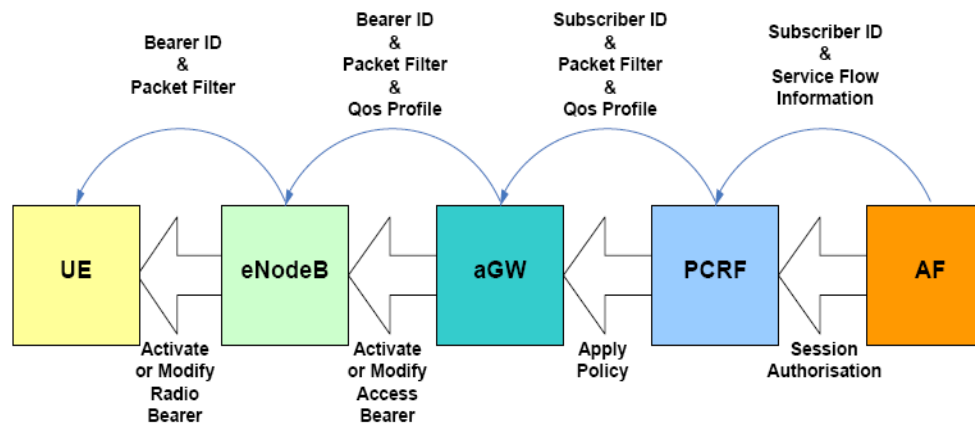 Bearer ID
&
Packet Filter
Bearer ID
&
Packet Filter
&
Qos Profile
Subscriber ID
&
Packet Filter
&
Qos Profile
Subscriber ID
&
Service Flow
Information
UE
eNodeB
aGW
PCRF
AF
Activate
or Modify
Radio
Bearer
Activate
or Modify
Access
Bearer
Apply
Policy
Session
Authorisation